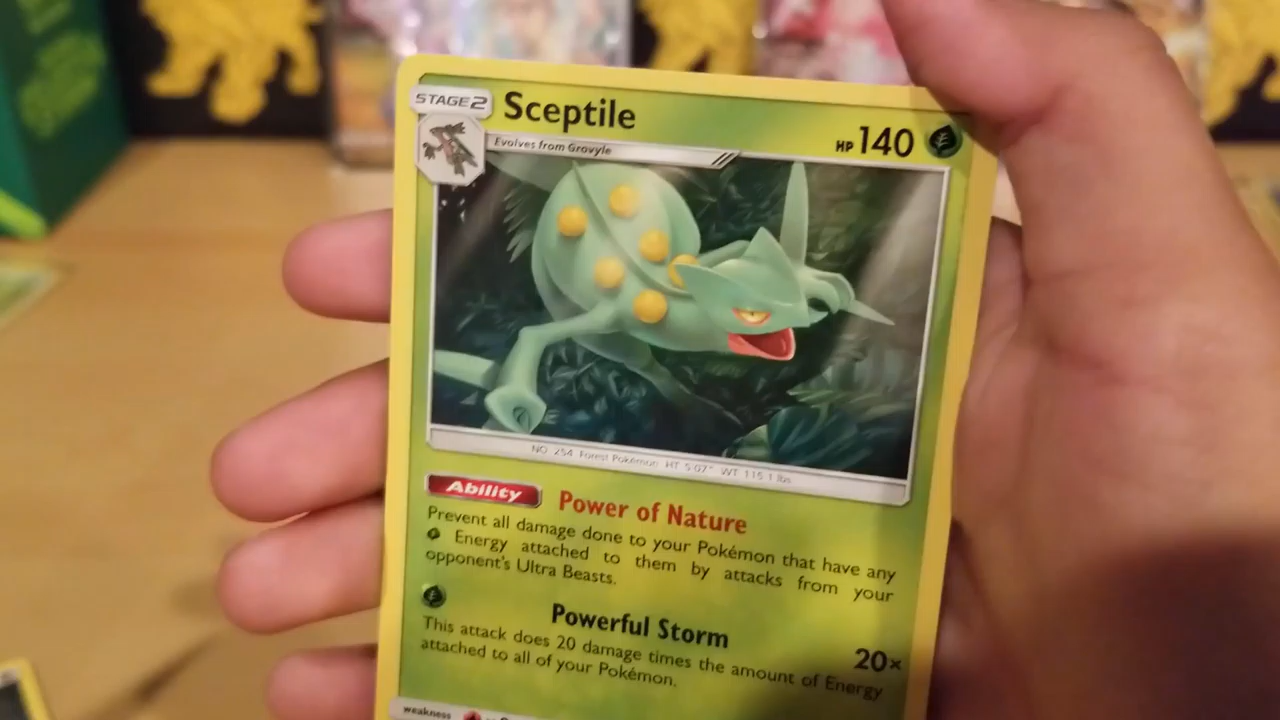 STAGE 2 Sceptile HP 140
Evolves from Grovyle
NO. 254 Forest Pokémon HT 5'07" WT 115.1 lbs
Ability Power of Nature
Prevent all damage done to your Pokémon that have any
Energy attached to them by attacks from your
opponent's Ultra Beasts.
Powerful Storm 20×
This attack does 20 damage times the amount of Energy
attached to all of your Pokémon.
weakness